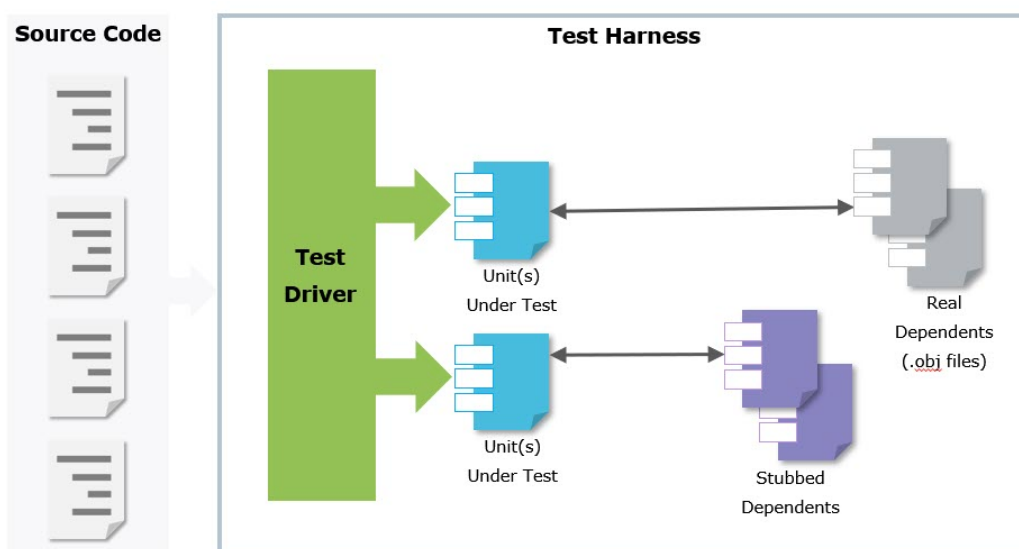 Source Code
Test Harness
Test
Driver
Unit(s)
Under Test
Real
Dependents
(.obj files)
Unit(s)
Under Test
Stubbed
Dependents